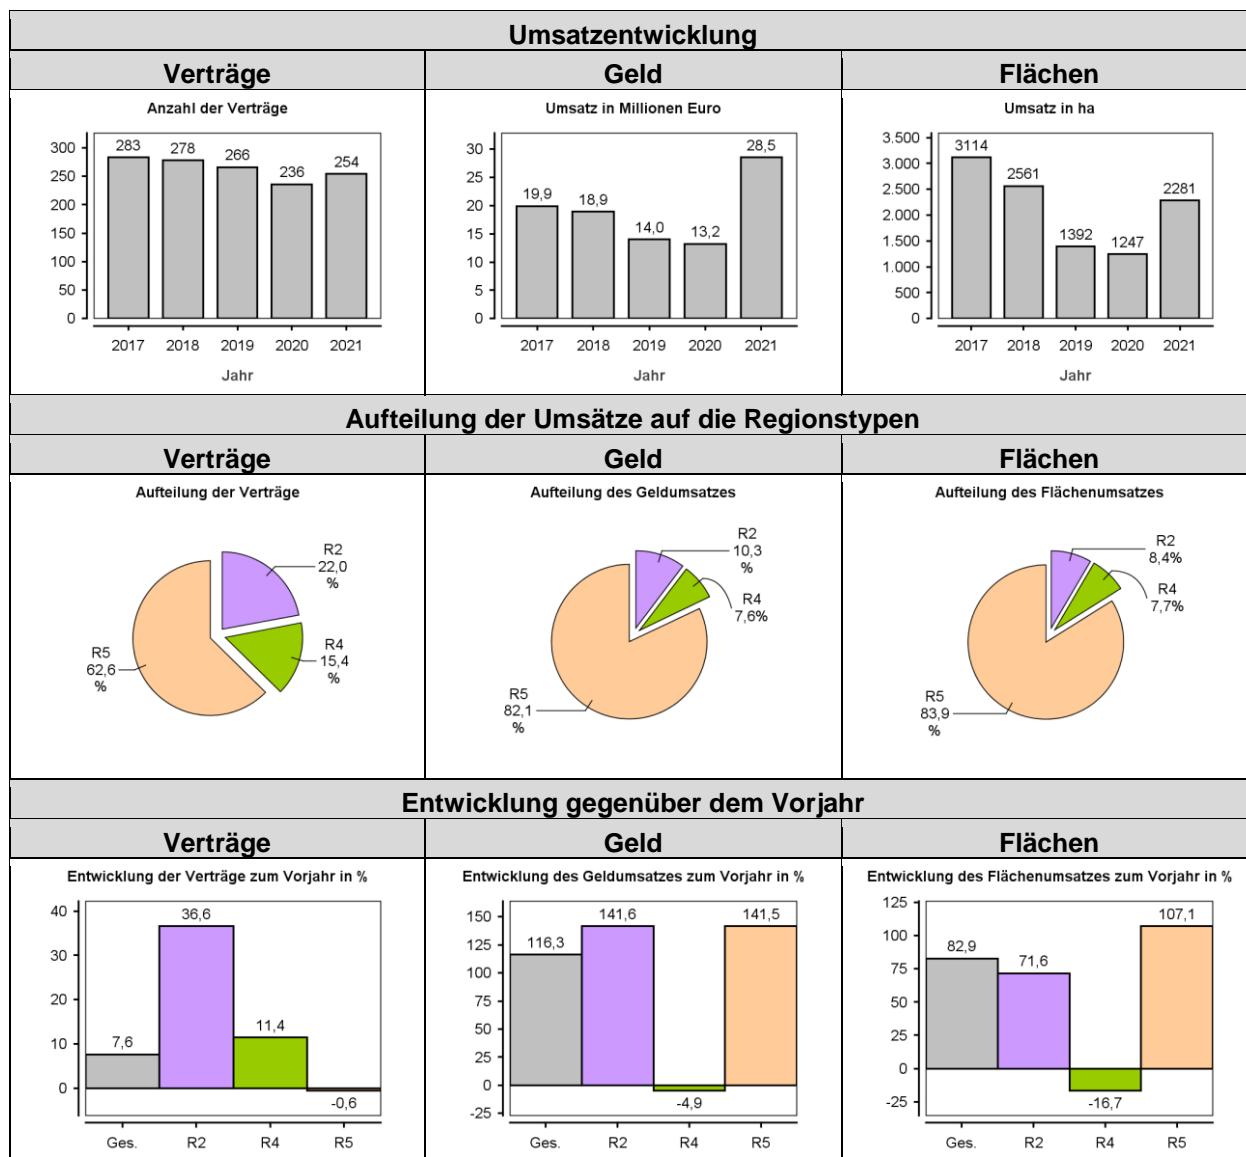 Umsatzentwicklung
Verträge
Geld
Flächen
Anzahl der Verträge
300
250
200
150
100
50
0
283
278
266
236
254
2017
2018
2019
2020
2021
Jahr
Umsatz in Millionen Euro
30
25
20
15
10
5
0
19,9
18,9
14,0
13,2
28,5
2017
2018
2019
2020
2021
Jahr
Umsatz in ha
3.500
3.000
2.500
2.000
1.500
1.000
500
0
3114
2561
1392
1247
2281
2017
2018
2019
2020
2021
Jahr
Aufteilung der Umsätze auf die Regionstypen
Verträge
Geld
Flächen
Aufteilung der Verträge
R2
22,0
%
R4
15,4
%
R5
62,6
%
Aufteilung des Geldumsatzes
R2
10,3
%
R4
7,6%
R5
82,1
%
Aufteilung des Flächenumsatzes
R2
8,4%
R4
7,7%
R5
83,9
%
Entwicklung gegenüber dem Vorjahr
Verträge
Geld
Flächen
Entwicklung der Verträge zum Vorjahr in %
40
30
20
10
0
7,6
36,6
11,4
-0,6
Ges.
R2
R4
R5
Entwicklung des Geldumsatzes zum Vorjahr in %
150
125
100
75
50
25
0
-25
116,3
141,6
-4,9
141,5
Ges.
R2
R4
R5
Entwicklung des Flächenumsatzes zum Vorjahr in %
125
100
75
50
25
0
-25
82,9
71,6
-16,7
107,1
Ges.
R2
R4
R5